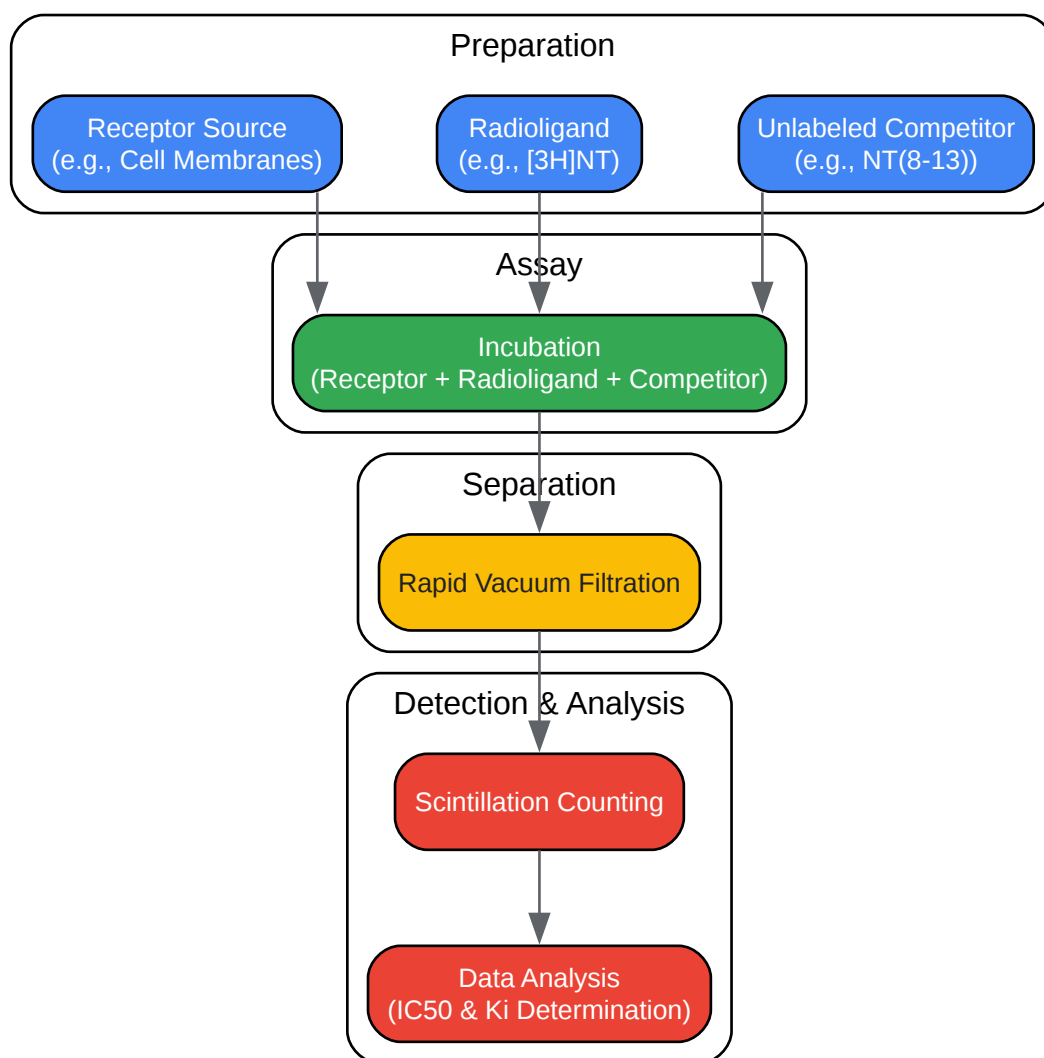 Preparation
Receptor Source
(e.g., Cell Membranes)
Radioligand
(e.g., [3H]NT)
Unlabeled Competitor
(e.g., NT(8-13))
Assay
Incubation
(Receptor + Radioligand + Competitor)
Separation
Rapid Vacuum Filtration
Detection & Analysis
Scintillation Counting
Data Analysis
(IC50 & Ki Determination)